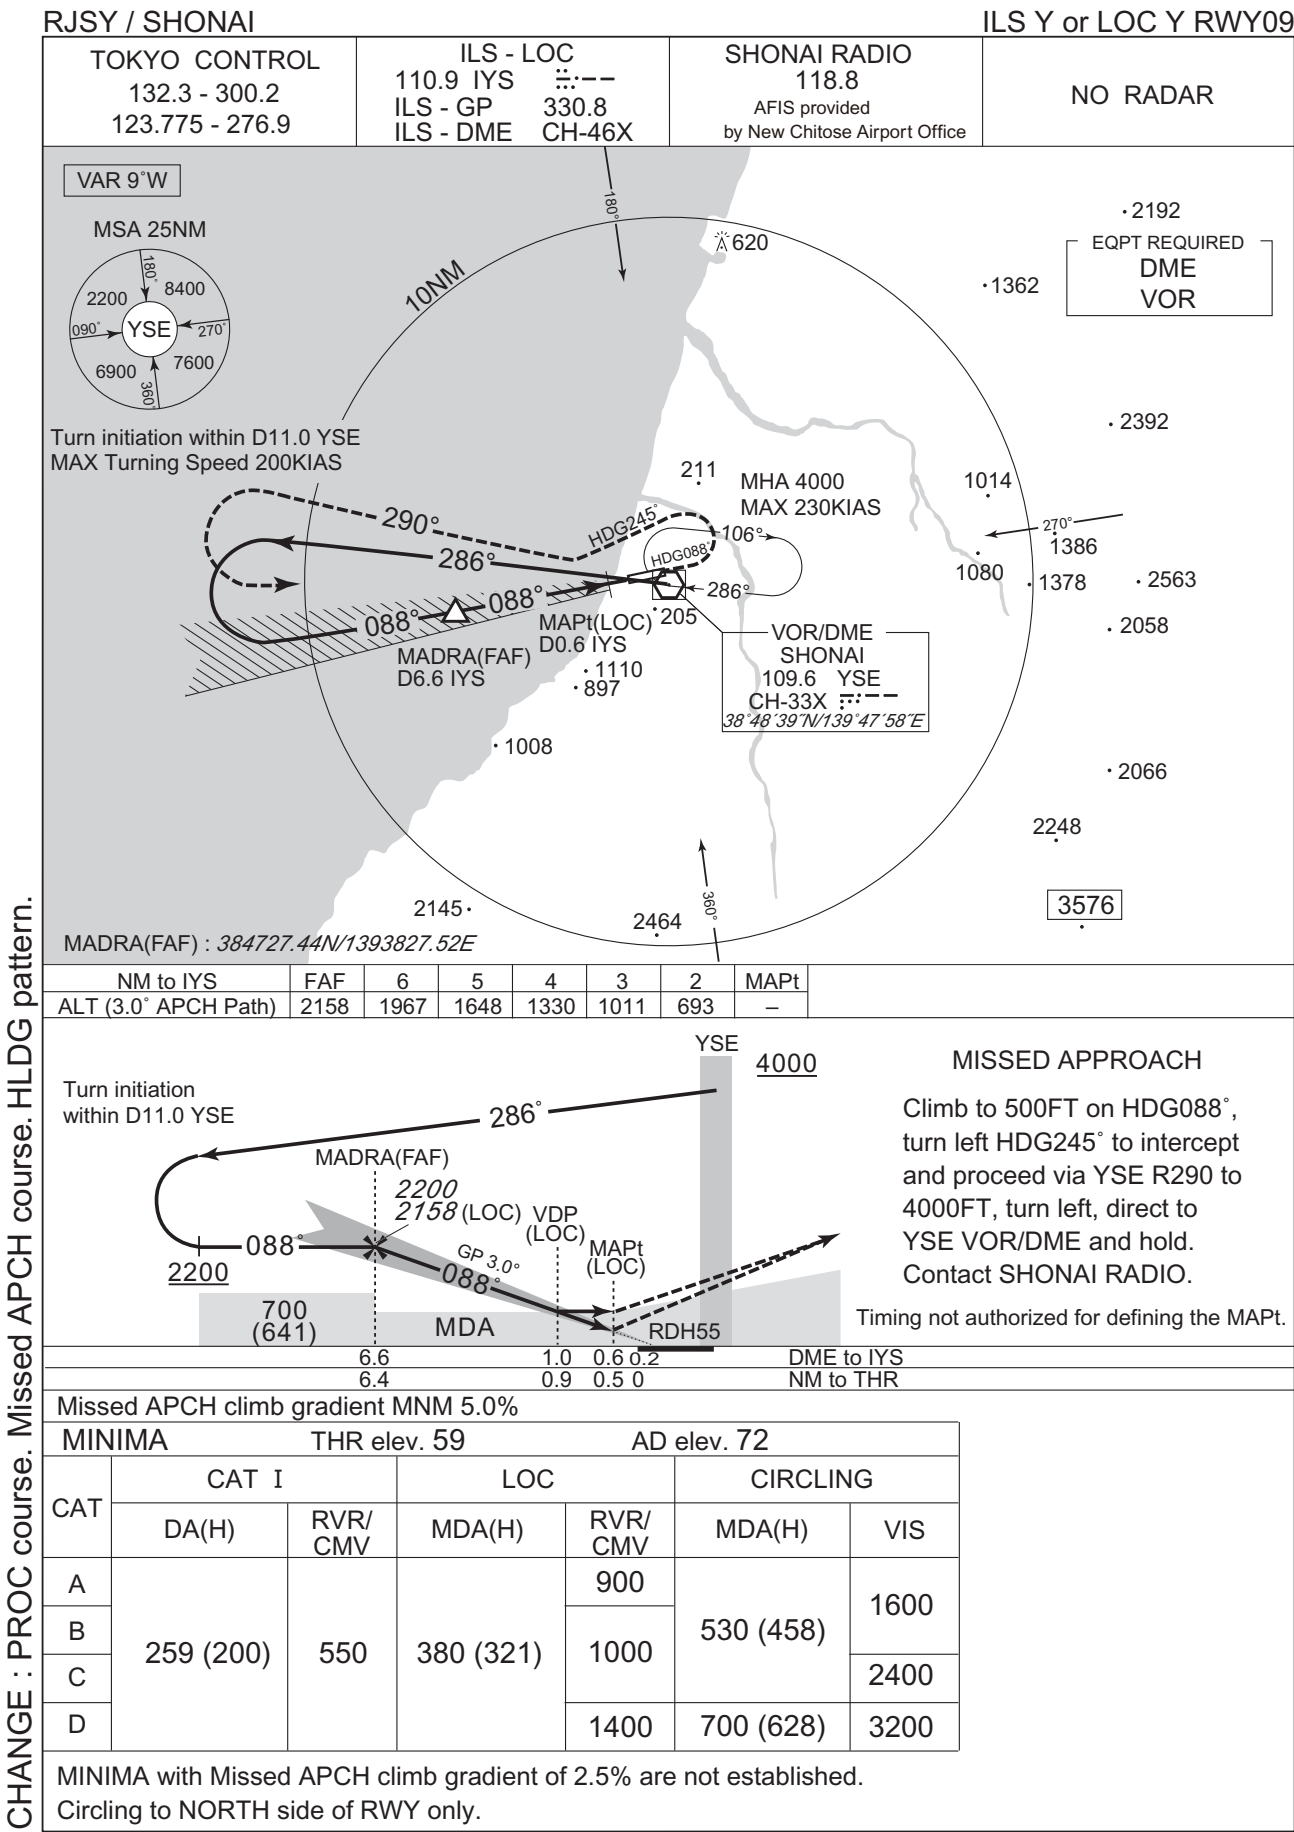 RJSY / SHONAI
ILS Y or LOC Y RWY09
TOKYO CONTROL
132.3 - 300.2
123.775 - 276.9
ILS - LOC
110.9 IYS
ILS - GP 330.8
ILS - DME CH-46X
SHONAI RADIO
118.8
AFIS provided
by New Chitose Airport Office
NO RADAR
VAR 9˚W
MSA 25NM
180˚
2200
8400
090˚
YSE
270˚
6900
7600
360˚
10NM
180˚
620
2192
EQPT REQUIRED
DME
VOR
1362
2392
Turn initiation within D11.0 YSE
MAX Turning Speed 200KIAS
211
MHA 4000
MAX 230KIAS
1014
290°
HDG245˚
106°
270°
1386
286°
HDG088˚
1080
1378
2563
286°
088°
088°
205
2058
MAPt(LOC)
D0.6 IYS
MADRA(FAF)
D6.6 IYS
1110
897
VOR/DME
SHONAI
109.6 YSE
CH-33X
38˚48´39˝N/139˚47´58˝E
1008
2066
2248
3576
360°
2145
2464
MADRA(FAF) : 384727.44N/1393827.52E
NM to IYS FAF 6 5 4 3 2 MAPt
ALT (3.0˚ APCH Path) 2158 1967 1648 1330 1011 693 –
YSE
4000
Turn initiation
within D11.0 YSE
286˚
MADRA(FAF)
2200
2158 (LOC)
VDP
(LOC)
MAPt
(LOC)
088˚
2200
GP 3.0˚
088˚
700
(641)
MDA
RDH55
MISSED APPROACH
Climb to 500FT on HDG088˚,
turn left HDG245˚ to intercept
and proceed via YSE R290 to
4000FT, turn left, direct to
YSE VOR/DME and hold.
Contact SHONAI RADIO.
Timing not authorized for defining the MAPt.
6.6 1.0 0.6 0.2 DME to IYS
6.4 0.9 0.5 0 NM to THR
Missed APCH climb gradient MNM 5.0%
MINIMA THR elev. 59 AD elev. 72
CAT
CAT I
LOC
CIRCLING
DA(H)
RVR/
CMV
MDA(H)
RVR/
CMV
MDA(H)
VIS
A
B
C
D
259 (200)
550
380 (321)
900
1000
1400
530 (458)
700 (628)
1600
2400
3200
MINIMA with Missed APCH climb gradient of 2.5% are not established.
Circling to NORTH side of RWY only.
CHANGE : PROC course. Missed APCH course. HLDG pattern.